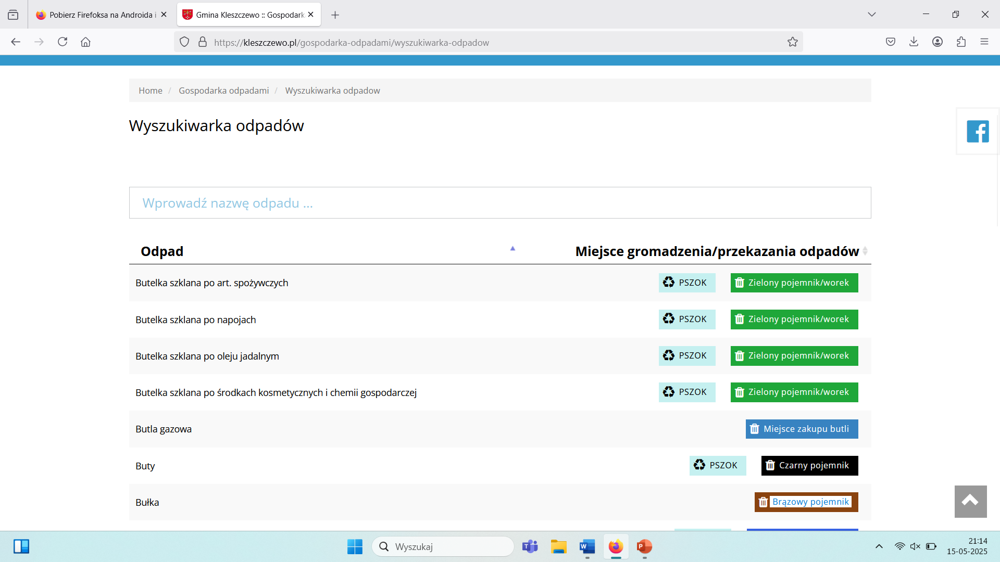 Pobierz Firefoksa na Androida i
Gmina Kleszczewo :: Gospodark
https://kleszczewo.pl/gospodarka-odpadami/wyszukiwarka-odpadow
Home / Gospodarka odpadami / Wyszukiwarka odpadow
Wyszukiwarka odpadów
Wprowadź nazwę odpadu ...
Odpad Miejsce gromadzenia/przekazania odpadów
Butelka szklana po art. spożywczych PSZOK Zielony pojemnik/worek
Butelka szklana po napojach PSZOK Zielony pojemnik/worek
Butelka szklana po oleju jadalnym PSZOK Zielony pojemnik/worek
Butelka szklana po środkach kosmetycznych i chemii gospodarczej PSZOK Zielony pojemnik/worek
Butla gazowa Miejsce zakupu butli
Buty PSZOK Czarny pojemnik
Bułka Brązowy pojemnik
Wyszukaj
21:14
15-05-2025